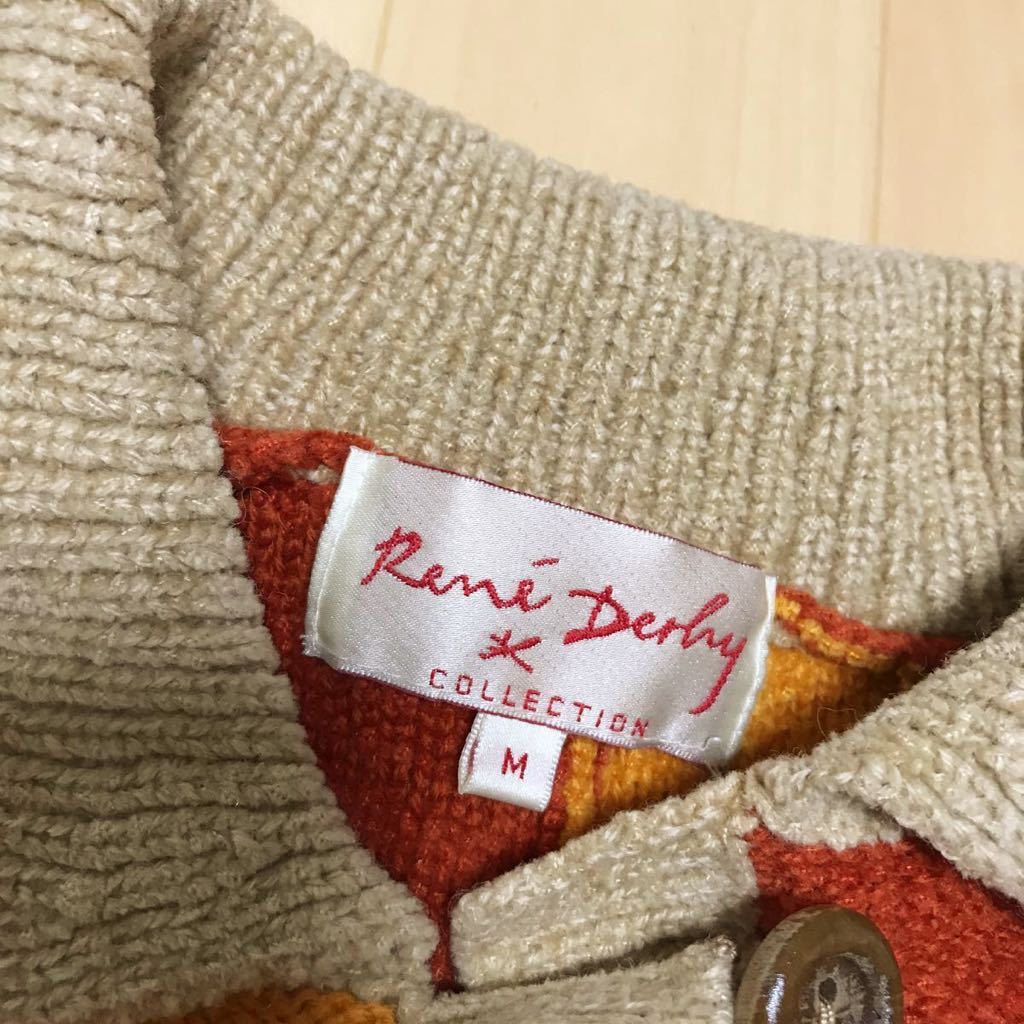 René Derhy
COLLECTION
M